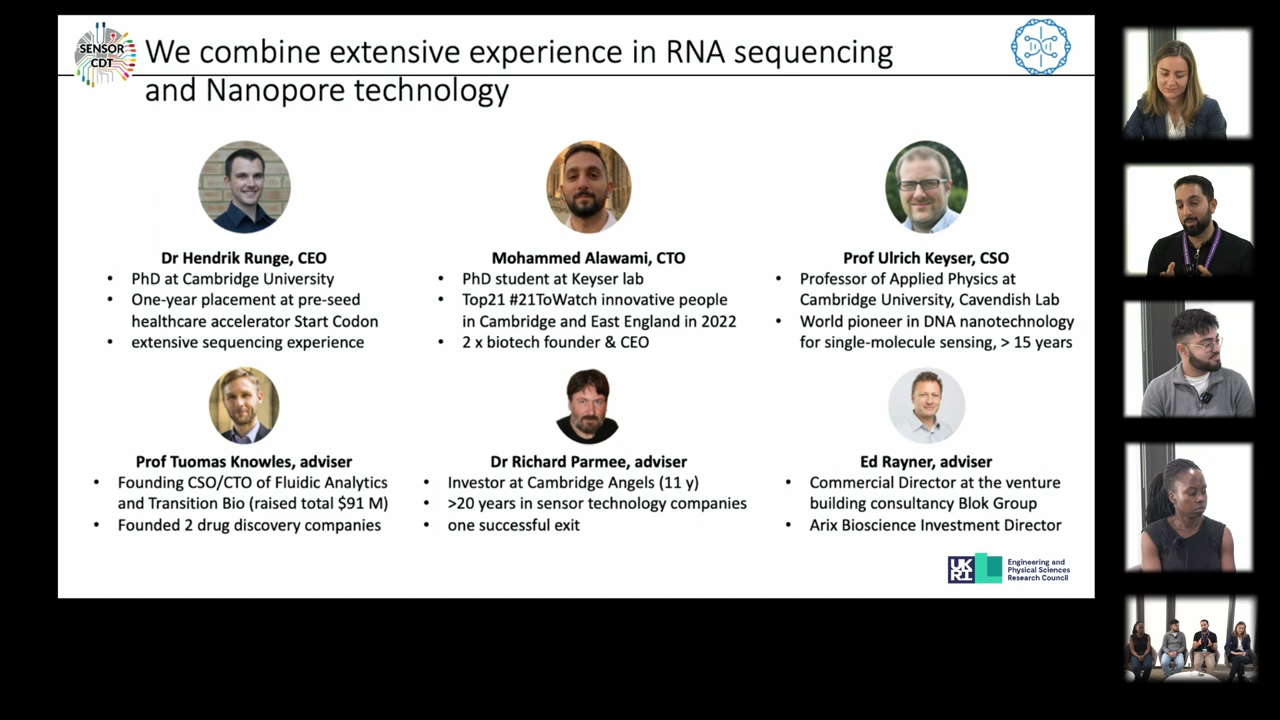 SENSOR
CDT
We combine extensive experience in RNA sequencing
and Nanopore technology
Dr Hendrik Runge, CEO
• PhD at Cambridge University
• One-year placement at pre-seed
healthcare accelerator Start Codon
• extensive sequencing experience
Mohammed Alawami, CTO
• PhD student at Keyser lab
• Top21 #21ToWatch innovative people
in Cambridge and East England in 2022
• 2 x biotech founder & CEO
Prof Ulrich Keyser, CSO
• Professor of Applied Physics at
Cambridge University, Cavendish Lab
• World pioneer in DNA nanotechnology
for single-molecule sensing, > 15 years
Prof Tuomas Knowles, adviser
• Founding CSO/CTO of Fluidic Analytics
and Transition Bio (raised total $91 M)
• Founded 2 drug discovery companies
Dr Richard Parmee, adviser
• Investor at Cambridge Angels (11 y)
• >20 years in sensor technology companies
• one successful exit
Ed Rayner, adviser
• Commercial Director at the venture
building consultancy Blok Group
• Arix Bioscience Investment Director
UK
RI
Engineering and
Physical Sciences
Research Council